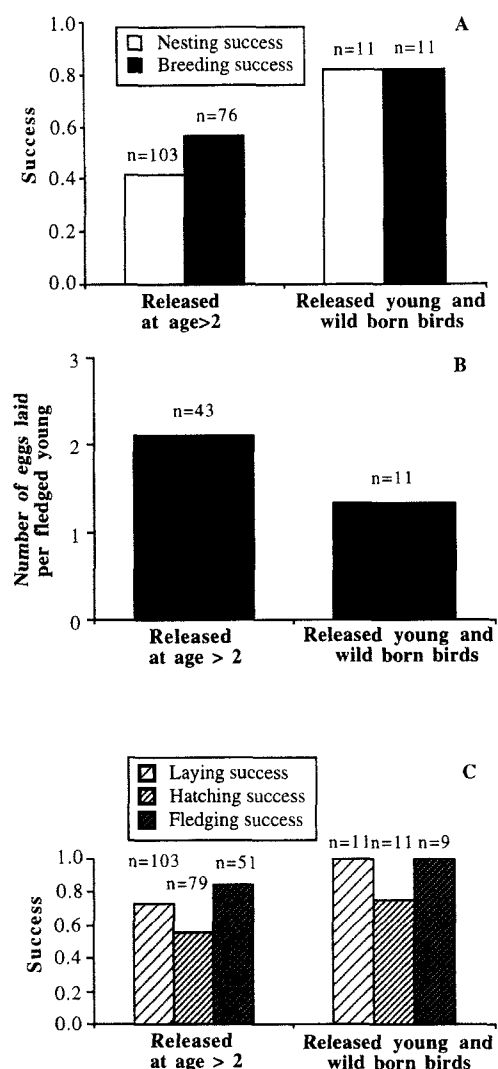 A
Nesting success
Breeding success
n=11 n=11
n=76
n=103
Success
1.0
0.8
0.6
0.4
0.2
0.0
Released
at age>2
Released young and
wild born birds
B
Number of eggs laid
per fledged young
3
2
1
0
n=43
n=11
Released
at age > 2
Released young and
wild born birds
C
Laying success
Hatching success
Fledging success
n=103
n=79
n=51
n=11
n=11
n=9
Success
1.0
0.8
0.6
0.4
0.2
0.0
Released
at age > 2
Released young and
wild born birds